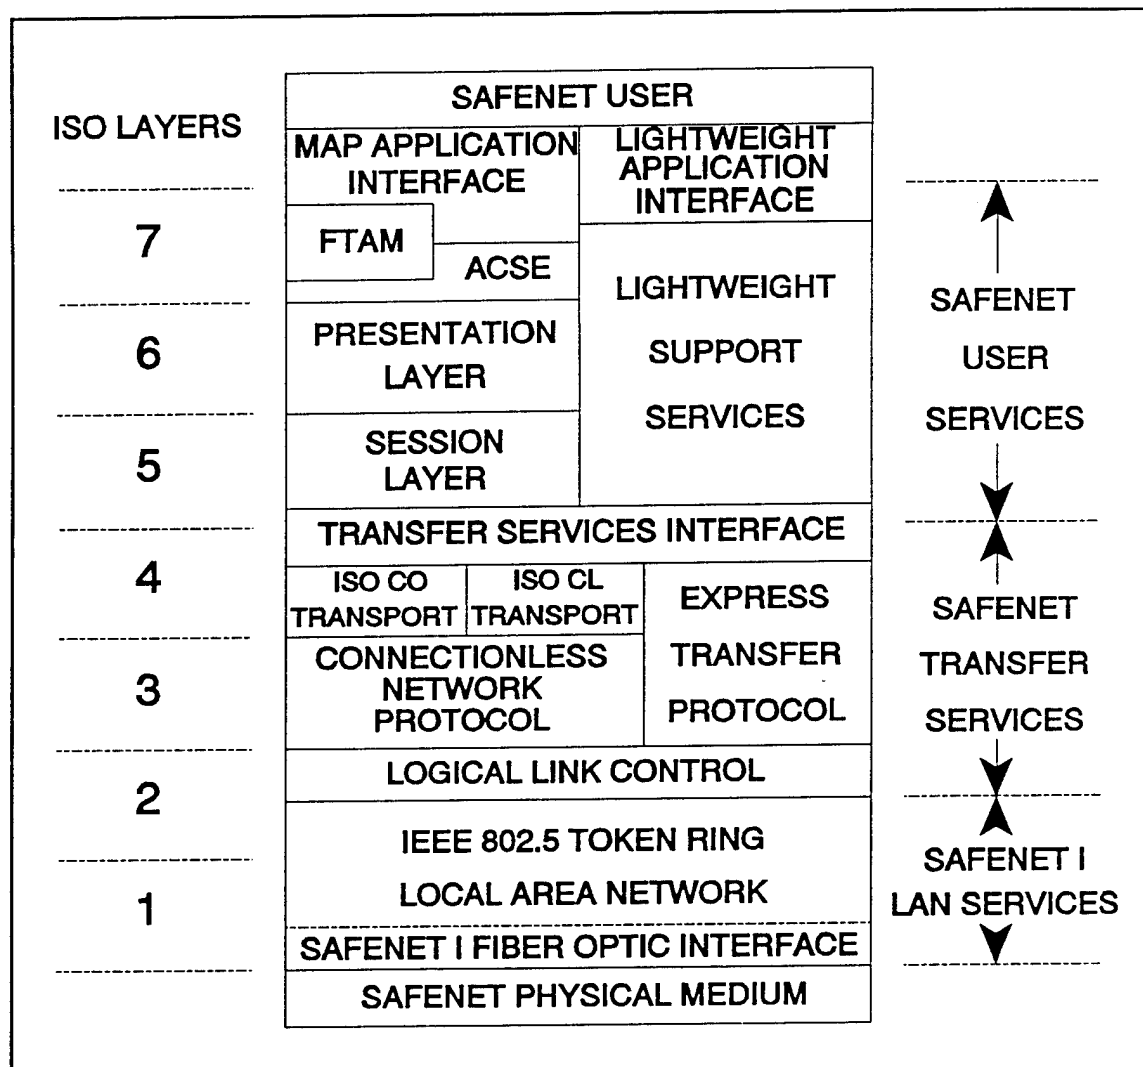 SAFENET USER
ISO LAYERS
MAP APPLICATION
INTERFACE
LIGHTWEIGHT
APPLICATION
INTERFACE
7
FTAM
ACSE
LIGHTWEIGHT
SUPPORT
SERVICES
6
PRESENTATION
LAYER
5
SESSION
LAYER
SAFENET
USER
SERVICES
TRANSFER SERVICES INTERFACE
4
ISO CO
TRANSPORT
ISO CL
TRANSPORT
EXPRESS
TRANSFER
PROTOCOL
3
CONNECTIONLESS
NETWORK
PROTOCOL
SAFENET
TRANSFER
SERVICES
2
LOGICAL LINK CONTROL
IEEE 802.5 TOKEN RING
LOCAL AREA NETWORK
1
SAFENET I
LAN SERVICES
SAFENET I FIBER OPTIC INTERFACE
SAFENET PHYSICAL MEDIUM